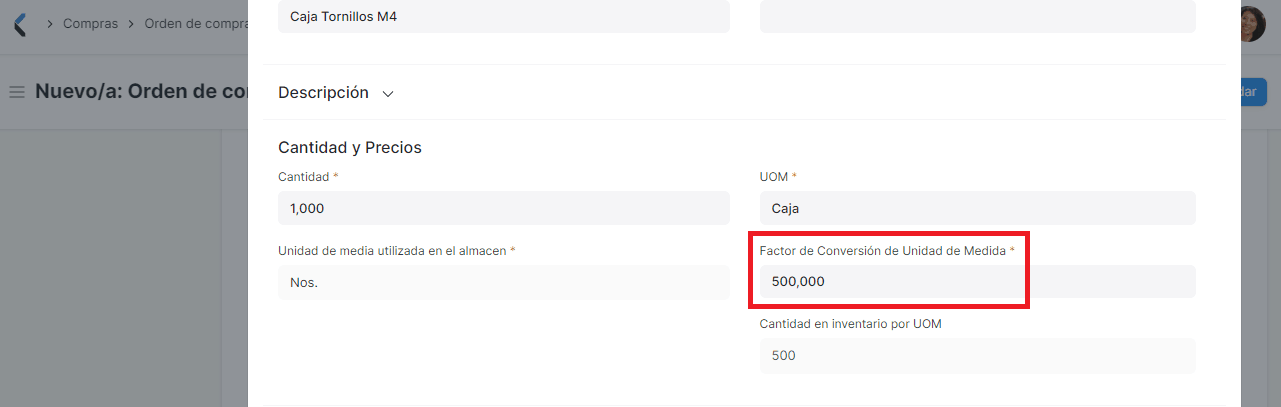 Caja Tornillos M4
Compras
Orden de compra
Nuevo/a: Orden de co
dar
Descripción
Cantidad y Precios
Cantidad *
UOM *
1,000
Caja
Unidad de media utilizada en el almacen *
Factor de Conversión de Unidad de Medida *
Nos.
500,000
Cantidad en inventario por UOM
500